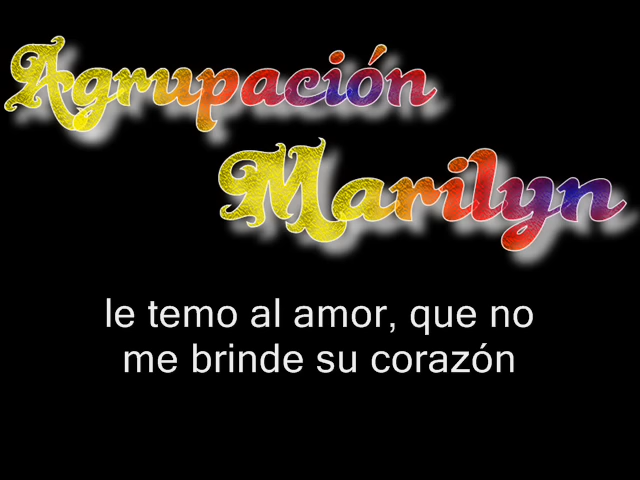 Agrupación
Marilyn
le temo al amor, que no
me brinde su corazón